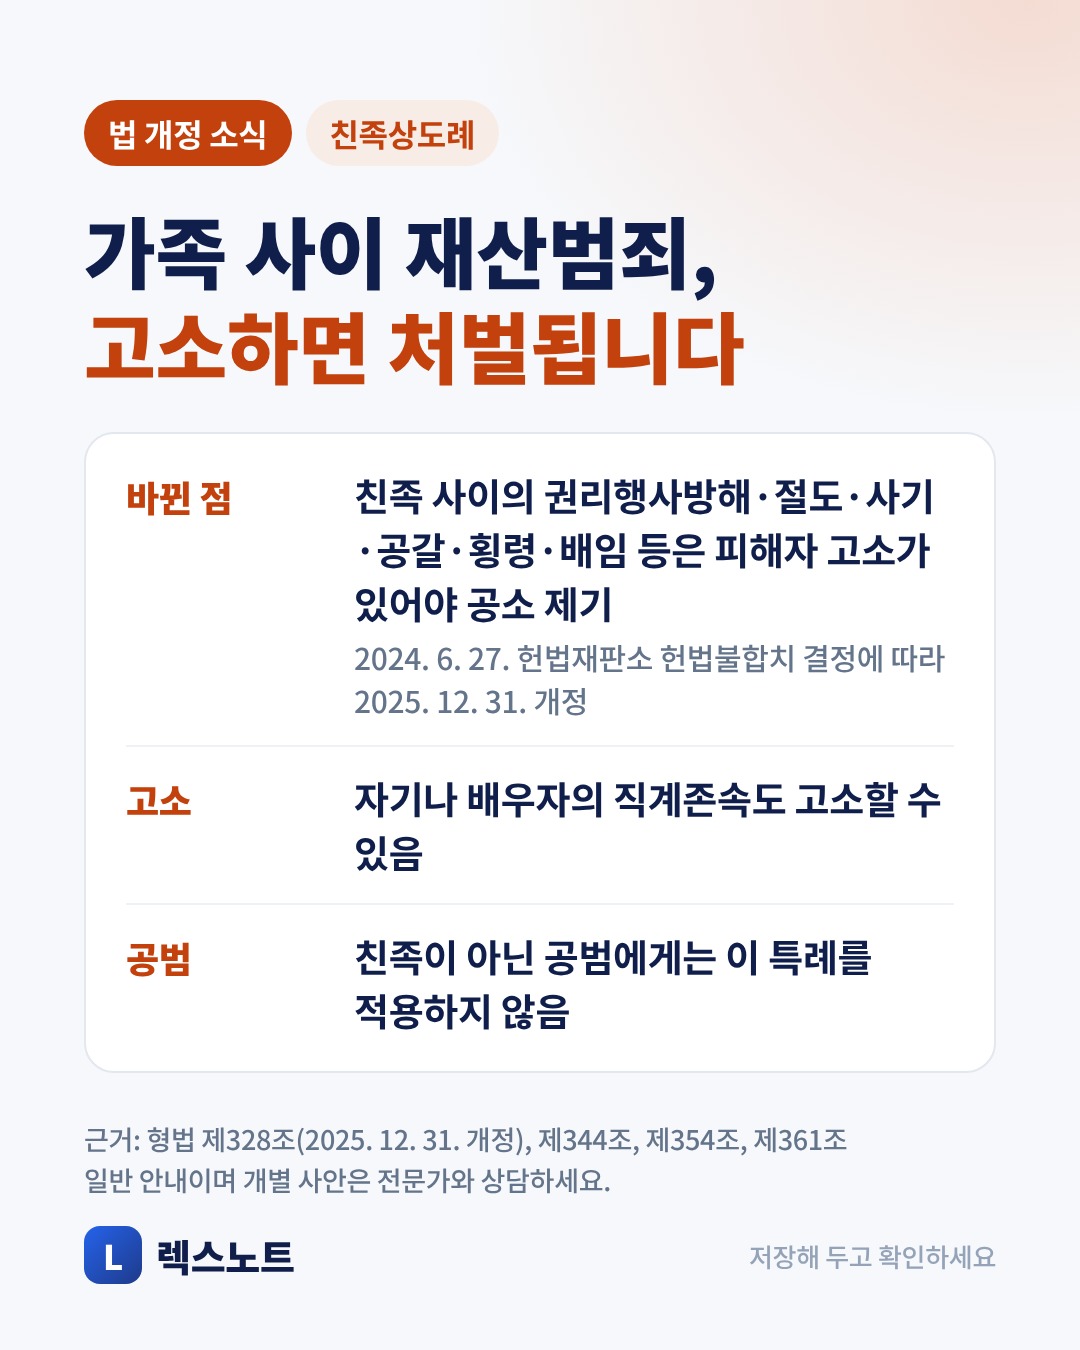 법 개정 소식
친족상도례
가족 사이 재산범죄,
고소하면 처벌됩니다
바뀐 점
친족 사이의 권리행사방해·절도·사기
·공갈·횡령·배임 등은 피해자 고소가
있어야 공소 제기
2024. 6. 27. 헌법재판소 헌법불합치 결정에 따라
2025. 12. 31. 개정
고소
자기나 배우자의 직계존속도 고소할 수
있음
공범
친족이 아닌 공범에게는 이 특례를
적용하지 않음
근거: 형법 제328조(2025. 12. 31. 개정), 제344조, 제354조, 제361조
일반 안내이며 개별 사안은 전문가와 상담하세요.
L 렉스노트
저장해 두고 확인하세요